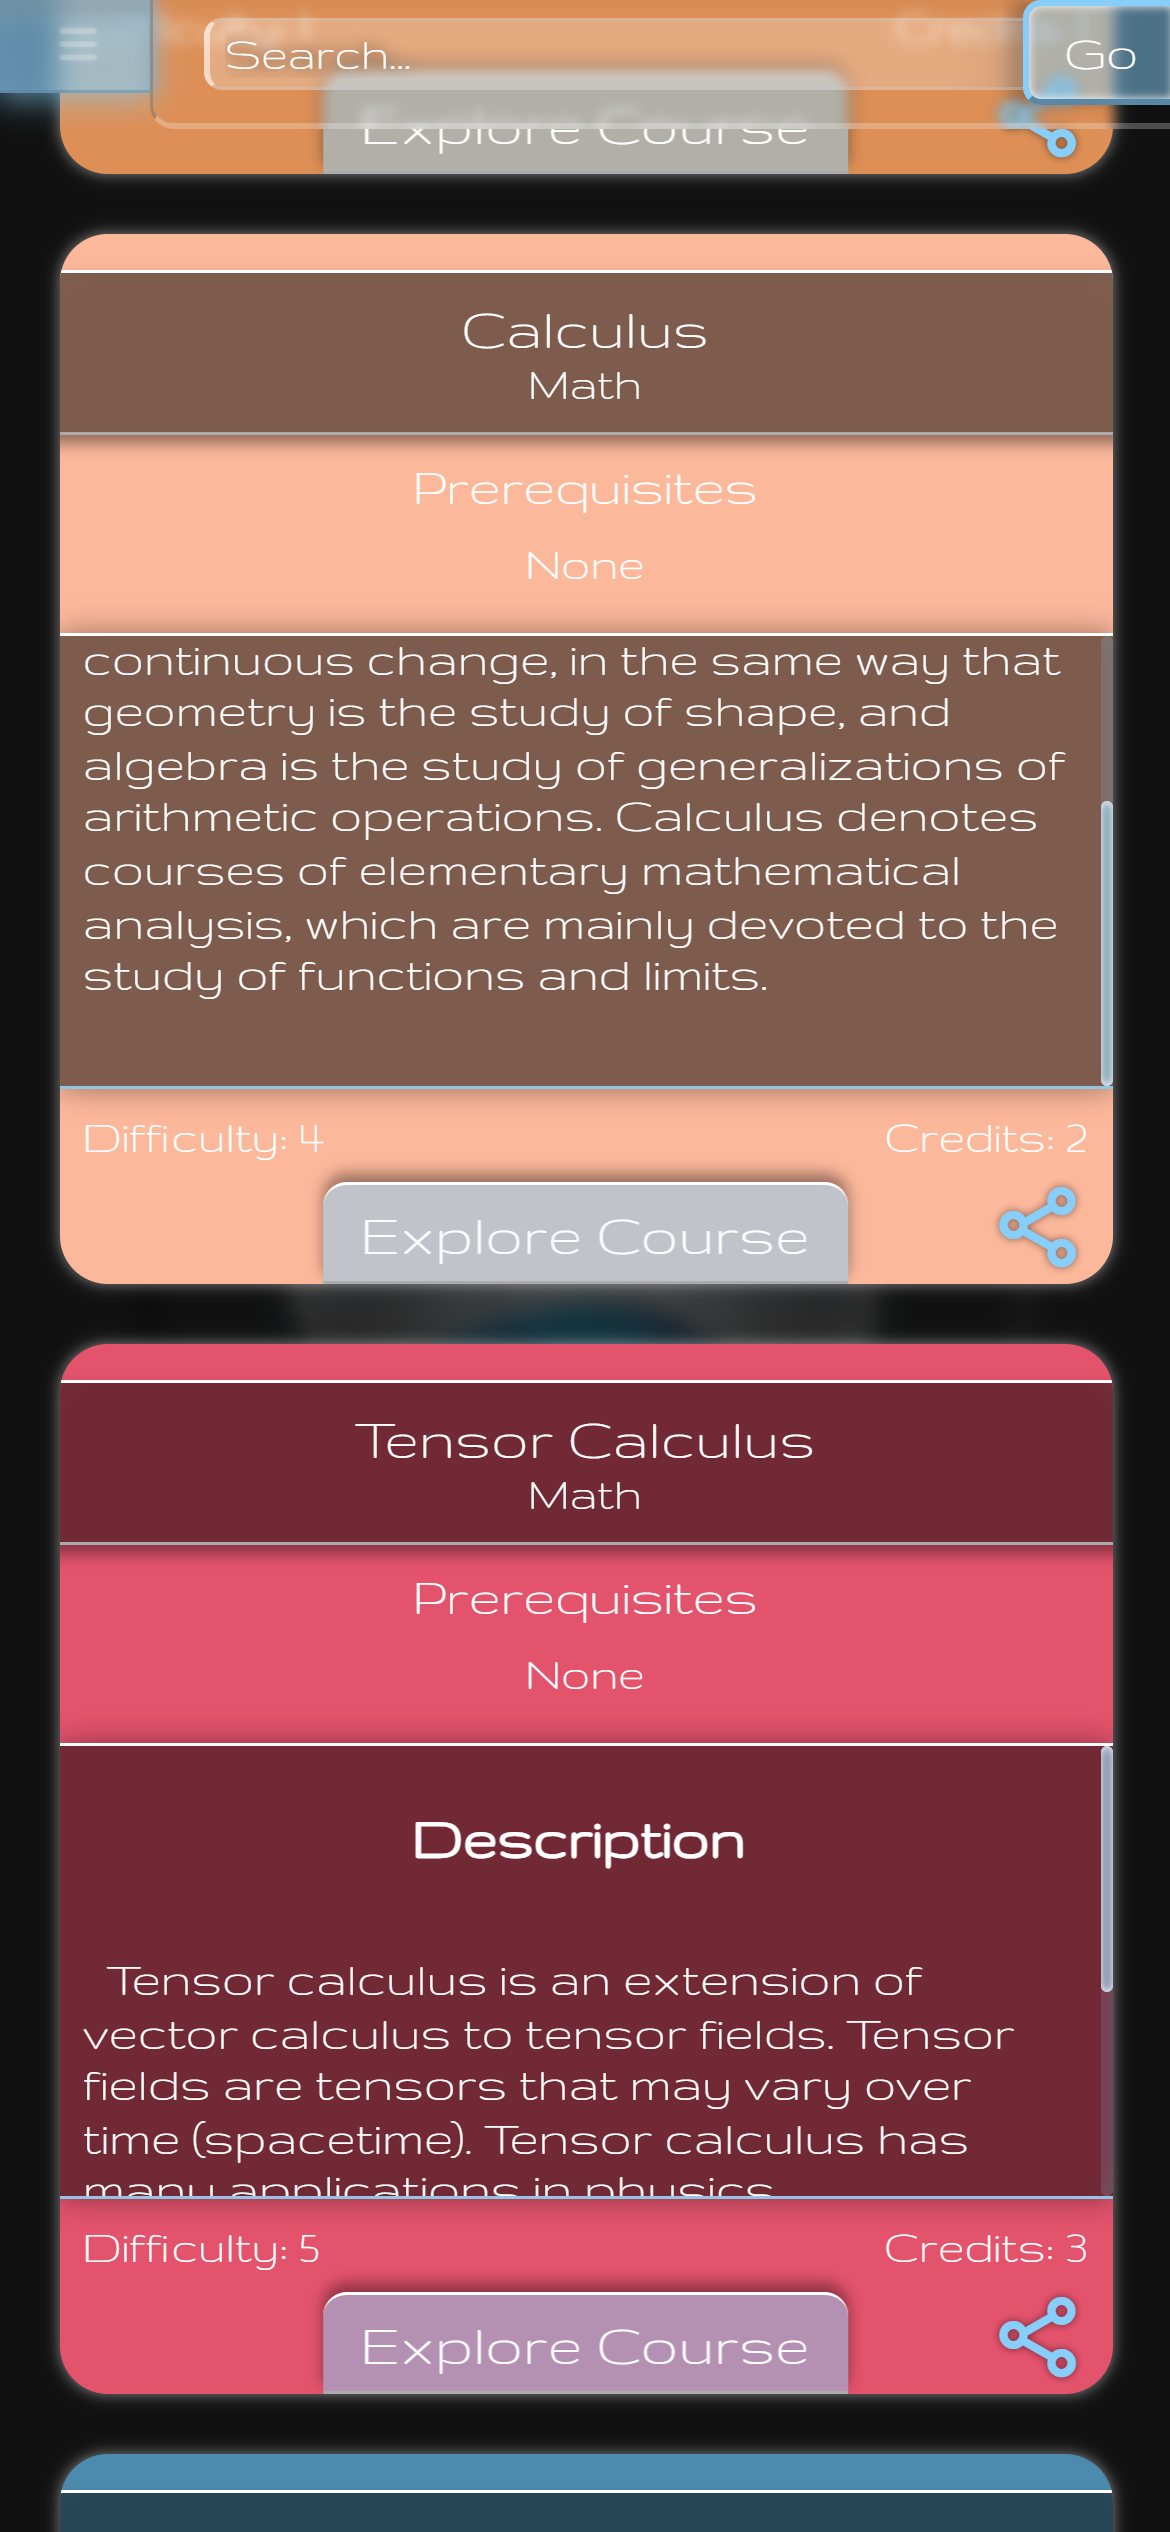 Search...
Go
Explore Course
Calculus
Math
Prerequisites
None
continuous change, in the same way that
geometry is the study of shape, and
algebra is the study of generalizations of
arithmetic operations. Calculus denotes
courses of elementary mathematical
analysis, which are mainly devoted to the
study of functions and limits.
Difficulty: 4
Credits: 2
Explore Course
Tensor Calculus
Math
Prerequisites
None
Description
Tensor calculus is an extension of
vector calculus to tensor fields. Tensor
fields are tensors that may vary over
time (spacetime). Tensor calculus has
many applications in physics
Difficulty: 5
Credits: 3
Explore Course